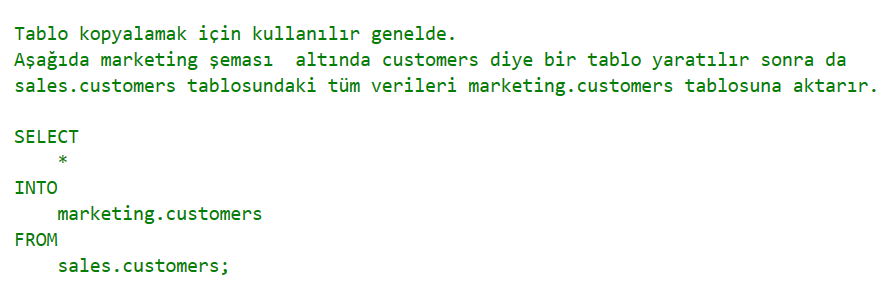 Tablo kopyalamak için kullanılır genelde.
Aşağıda marketing şeması  altında customers diye bir tablo yaratılır sonra da
sales.customers tablosundaki tüm verileri marketing.customers tablosuna aktarır.

SELECT
    *
INTO
    marketing.customers
FROM
    sales.customers;